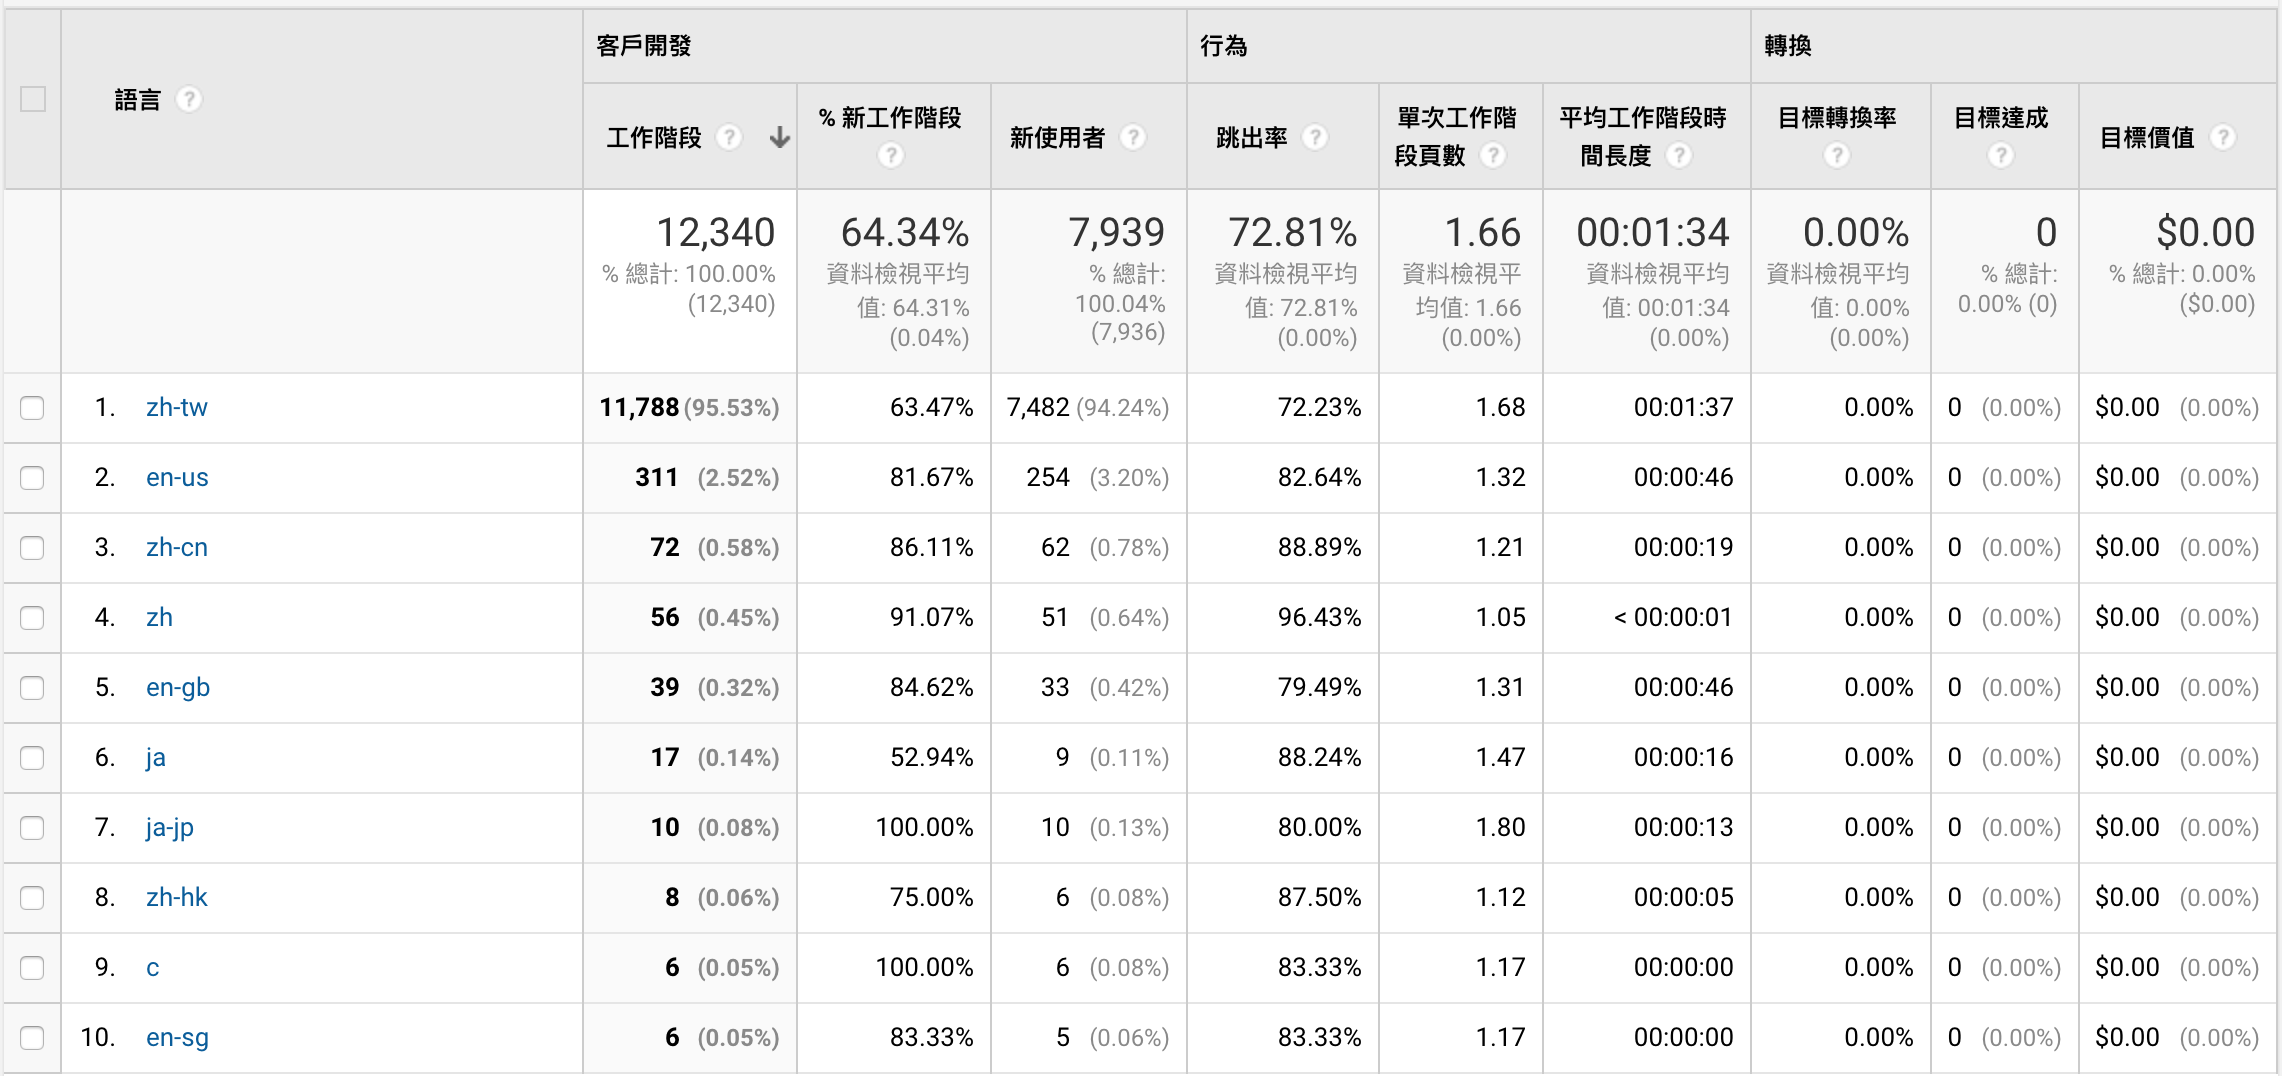 客戶開發 行為 轉換
語言 ?
工作階段 ? % 新工作階段 ? 新使用者 ? 跳出率 ? 單次工作階段頁數 ? 平均工作階段時間長度 ? 目標轉換率 ? 目標達成 ? 目標價值 ?
12,340 64.34% 7,939 72.81% 1.66 00:01:34 0.00% 0 $0.00
% 總計: 100.00% (12,340) 資料檢視平均值: 64.31% (0.04%) % 總計: 100.04% (7,936) 資料檢視平均值: 72.81% (0.00%) 資料檢視平均值: 1.66 (0.00%) 資料檢視平均值: 00:01:34 (0.00%) 資料檢視平均值: 0.00% (0.00%) % 總計: 0.00% (0) % 總計: 0.00% ($0.00)
1. zh-tw 11,788 (95.53%) 63.47% 7,482 (94.24%) 72.23% 1.68 00:01:37 0.00% 0 (0.00%) $0.00 (0.00%)
2. en-us 311 (2.52%) 81.67% 254 (3.20%) 82.64% 1.32 00:00:46 0.00% 0 (0.00%) $0.00 (0.00%)
3. zh-cn 72 (0.58%) 86.11% 62 (0.78%) 88.89% 1.21 00:00:19 0.00% 0 (0.00%) $0.00 (0.00%)
4. zh 56 (0.45%) 91.07% 51 (0.64%) 96.43% 1.05 < 00:00:01 0.00% 0 (0.00%) $0.00 (0.00%)
5. en-gb 39 (0.32%) 84.62% 33 (0.42%) 79.49% 1.31 00:00:46 0.00% 0 (0.00%) $0.00 (0.00%)
6. ja 17 (0.14%) 52.94% 9 (0.11%) 88.24% 1.47 00:00:16 0.00% 0 (0.00%) $0.00 (0.00%)
7. ja-jp 10 (0.08%) 100.00% 10 (0.13%) 80.00% 1.80 00:00:13 0.00% 0 (0.00%) $0.00 (0.00%)
8. zh-hk 8 (0.06%) 75.00% 6 (0.08%) 87.50% 1.12 00:00:05 0.00% 0 (0.00%) $0.00 (0.00%)
9. c 6 (0.05%) 100.00% 6 (0.08%) 83.33% 1.17 00:00:00 0.00% 0 (0.00%) $0.00 (0.00%)
10. en-sg 6 (0.05%) 83.33% 5 (0.06%) 83.33% 1.17 00:00:00 0.00% 0 (0.00%) $0.00 (0.00%)